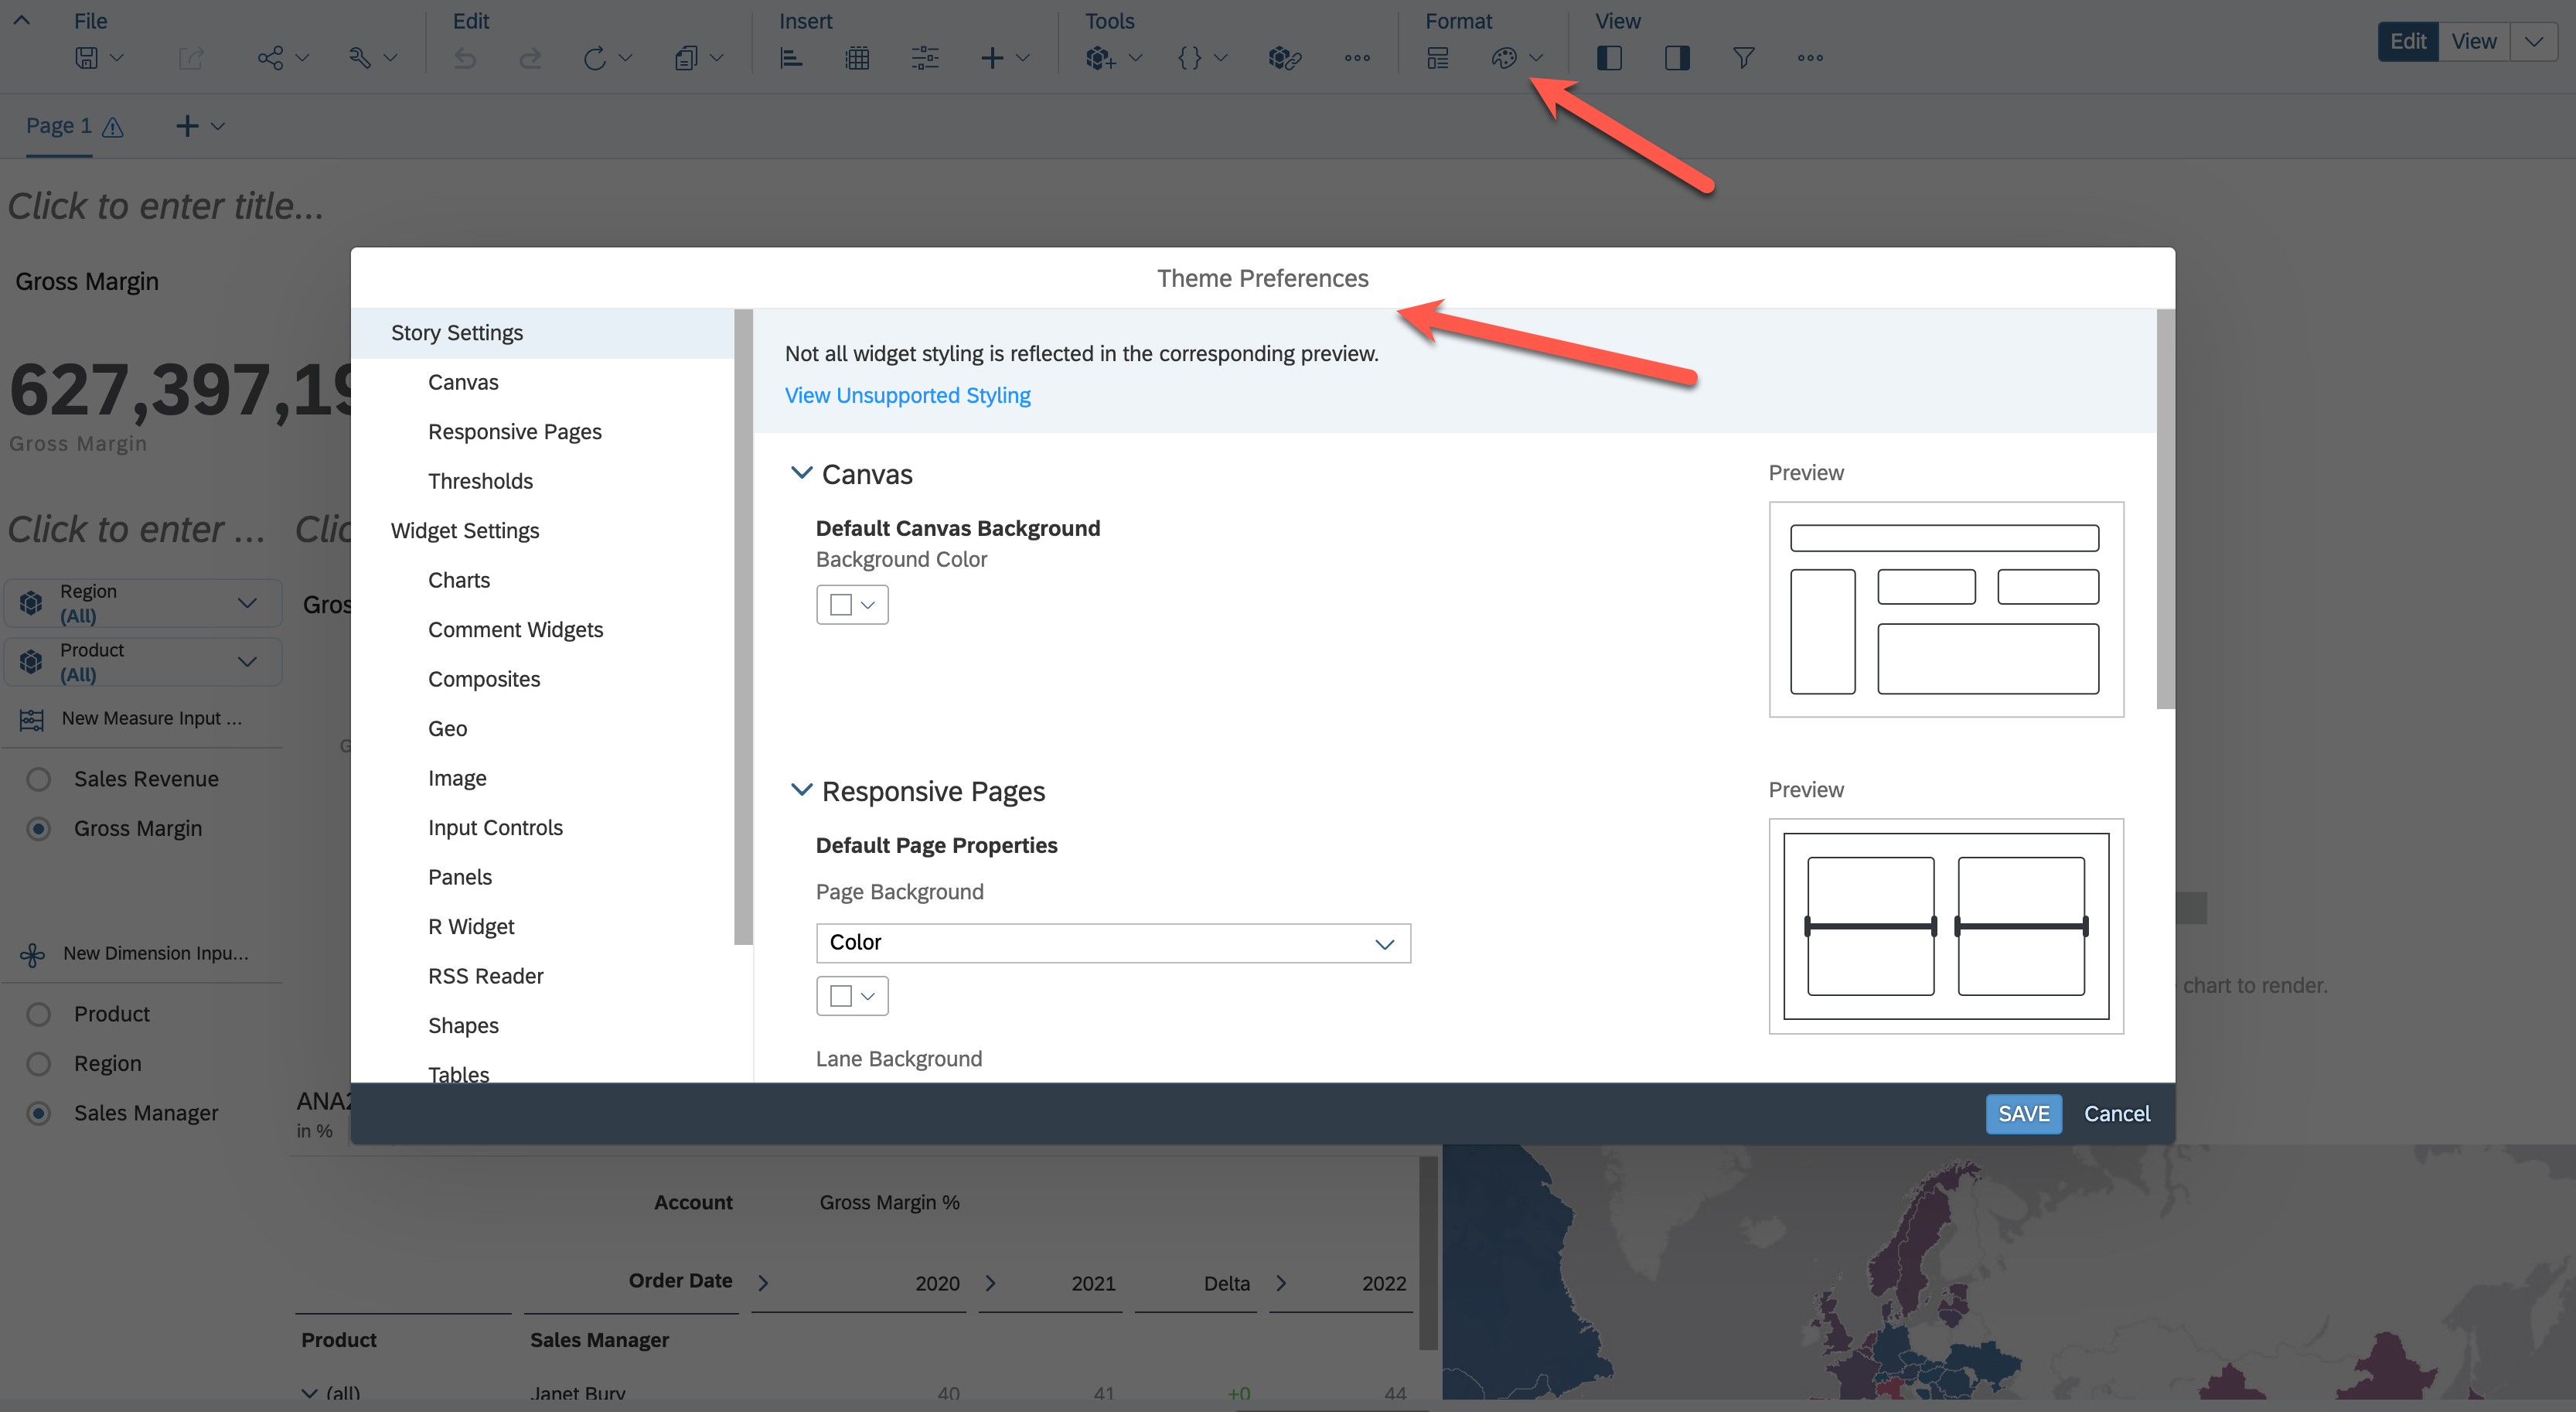 File
Edit
Insert
Tools
Format
View
Edit
View
Page 1
Click to enter title...
Gross Margin
627,397,19
Gross Margin
Click to enter ...
Clic
Region
(All)
Gros
Product
(All)
New Measure Input ...
G
Sales Revenue
Gross Margin
New Dimension Inpu...
Product
Region
Sales Manager
Theme Preferences
Story Settings
Canvas
Responsive Pages
Thresholds
Widget Settings
Charts
Comment Widgets
Composites
Geo
Image
Input Controls
Panels
R Widget
RSS Reader
Shapes
Tables
Not all widget styling is reflected in the corresponding preview.
View Unsupported Styling
Canvas
Preview
Default Canvas Background
Background Color
Responsive Pages
Preview
Default Page Properties
Page Background
Color
Lane Background
SAVE
Cancel
chart to render.
ANA2
in %
Account
Gross Margin %
Order Date
2020
2021
Delta
2022
Product
Sales Manager
(all)
Janet Bury
40
41
+0
44